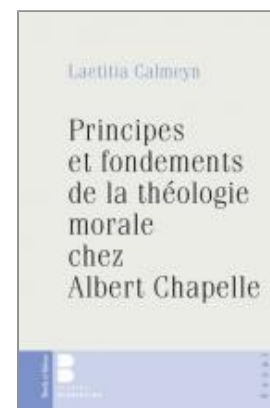 Laetitia Calmeyn
Principes
et fondements
de la théologie
morale
chez
Albert Chapelle
B